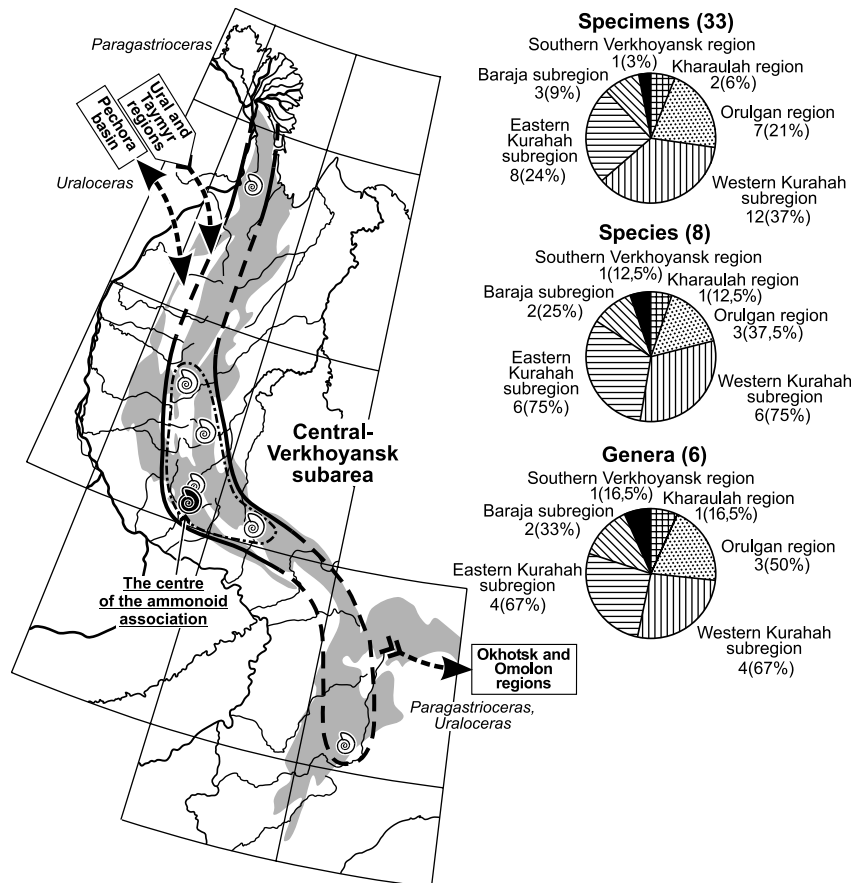 Paragastrioceras
Ural and
Taymyr
regions
Pechora
basin
Uraloceras
Central-
Verkhoyansk
subarea
The centre
of the ammonoid
association
Okhotsk and
Omolon
regions
Paragastrioceras,
Uraloceras
Specimens (33)
Southern Verkhoyansk region
1(3%)
Kharaulah region
2(6%)
Baraja subregion
3(9%)
Orulgan region
7(21%)
Eastern
Kurahah
subregion
8(24%)
Western Kurahah
subregion
12(37%)
Species (8)
Southern Verkhoyansk region
1(12,5%)
Kharaulah region
1(12,5%)
Baraja subregion
2(25%)
Orulgan region
3(37,5%)
Eastern
Kurahah
subregion
6(75%)
Western Kurahah
subregion
6(75%)
Genera (6)
Southern Verkhoyansk region
1(16,5%)
Kharaulah region
1(16,5%)
Baraja subregion
2(33%)
Orulgan region
3(50%)
Eastern Kurahah
subregion
4(67%)
Western Kurahah
subregion
4(67%)